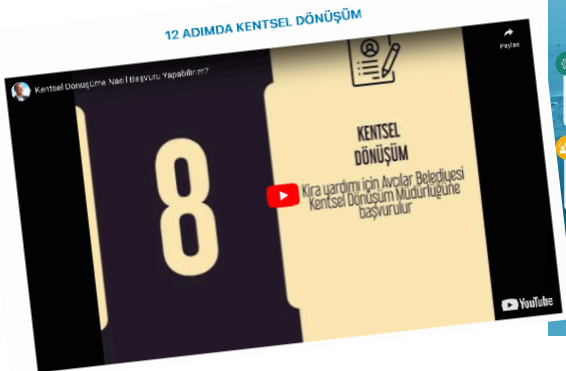 12 ADIMDA KENTSEL DÖNÜŞÜM
Kentsel Dönüşüme Nasıl Başvuru Yapabilirim?
Paylaş
8
KENTSEL
DÖNÜŞÜM
Kira yardımı için Avcılar Belediyesi
Kentsel Dönüşüm Müdürlüğüne
başvurulur
YouTube